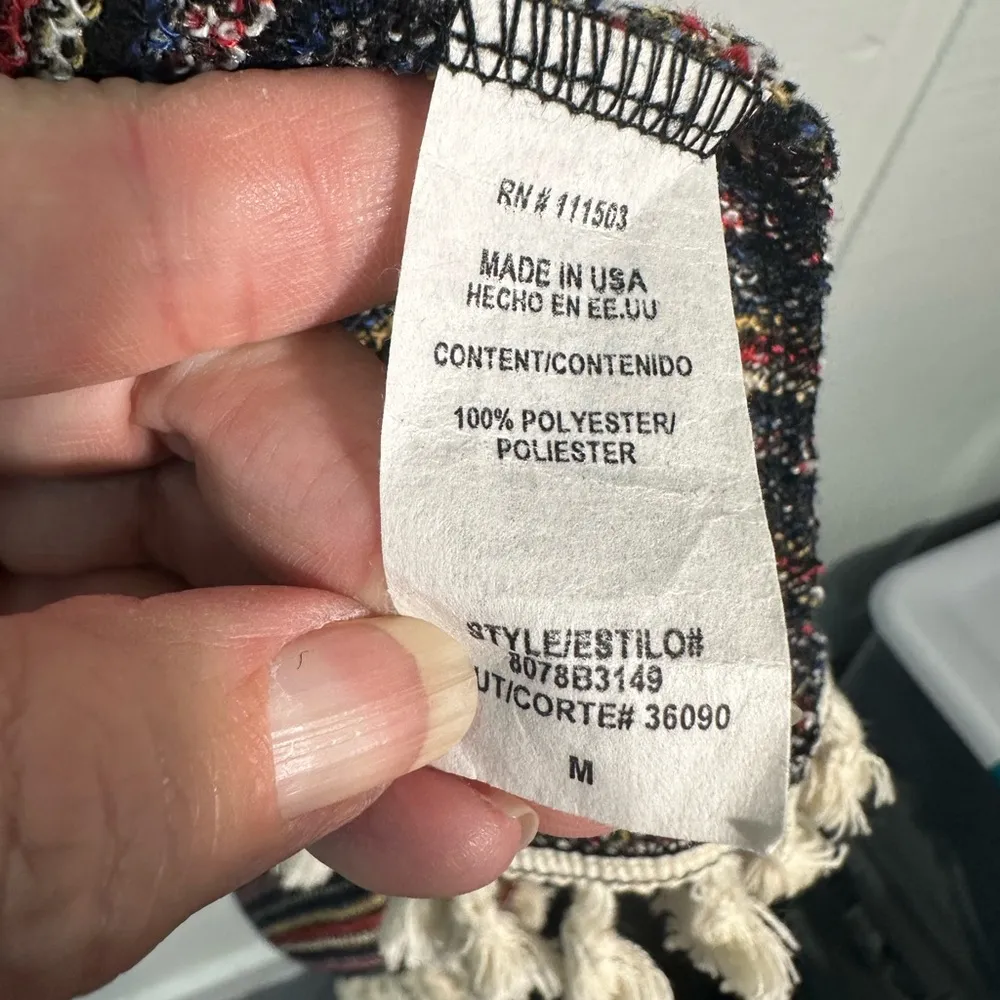 RN # 111503
MADE IN USA
HECHO EN EE.UU
CONTENT/CONTENIDO
100% POLYESTER/
POLIESTER
STYLE/ESTILO#
8078B3149
UT/CORTE# 36090
M